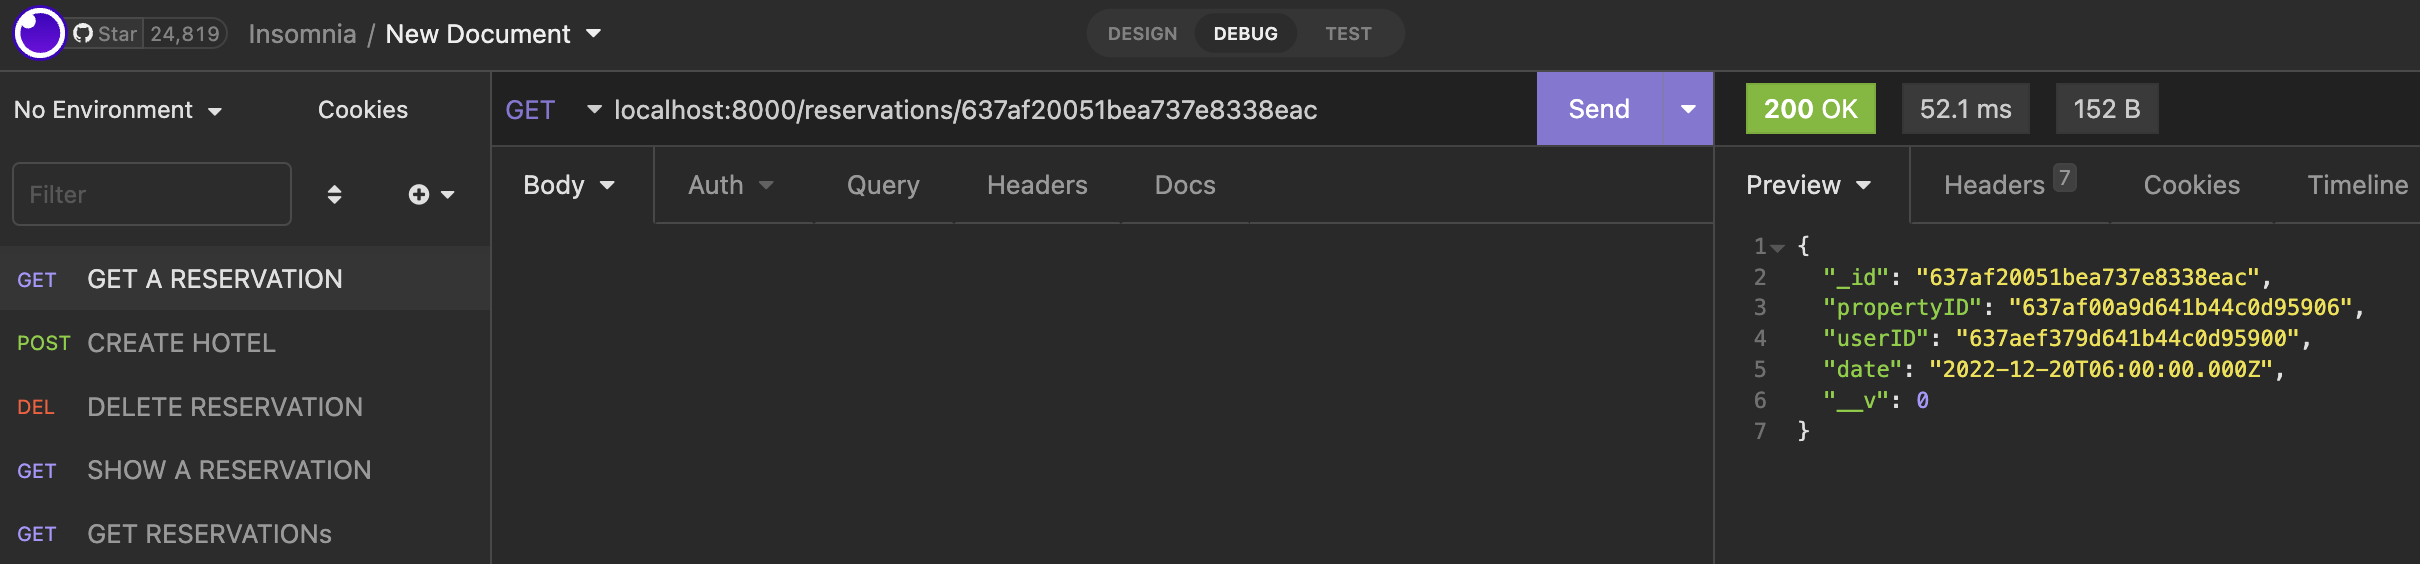 Star 24,819 Insomnia / New Document DESIGN DEBUG TEST
No Environment Cookies
GET localhost:8000/reservations/637af20051bea737e8338eac Send
200 OK 52.1 ms 152 B
Filter
Body Auth Query Headers Docs
Preview Headers 7 Cookies Timeline
GET GET A RESERVATION
POST CREATE HOTEL
DEL DELETE RESERVATION
GET SHOW A RESERVATION
GET GET RESERVATIONs
1 {
2 "_id": "637af20051bea737e8338eac",
3 "propertyID": "637af00a9d641b44c0d95906",
4 "userID": "637aef379d641b44c0d95900",
5 "date": "2022-12-20T06:00:00.000Z",
6 "__v": 0
7 }